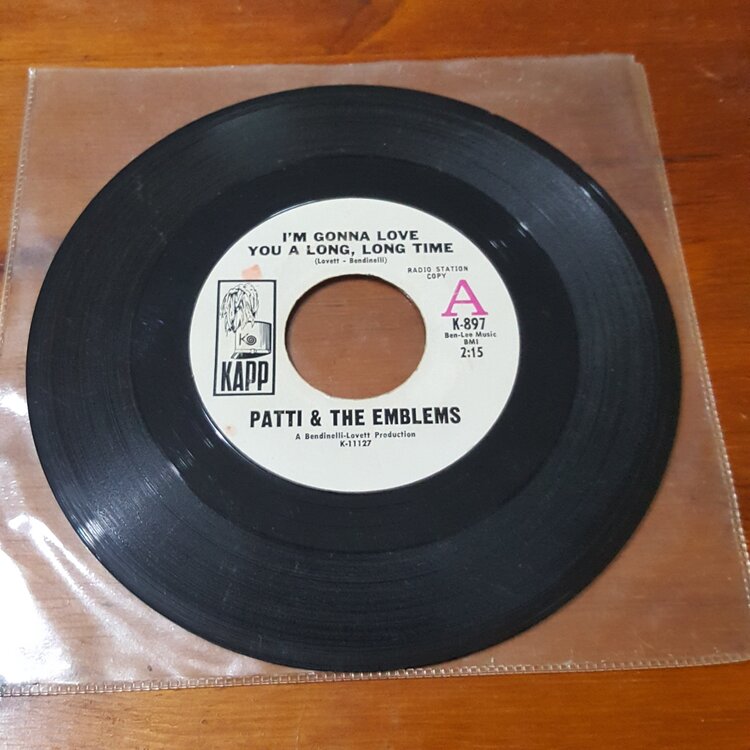 I'M GONNA LOVE
YOU A LONG, LONG TIME
(Lovett - Bendinelli)
RADIO STATION
COPY
A
K-897
Ben-Lee Music
BMI
2:15
K
KAPP
PATTI & THE EMBLEMS
A Bendinelli-Lovett Production
K-11127